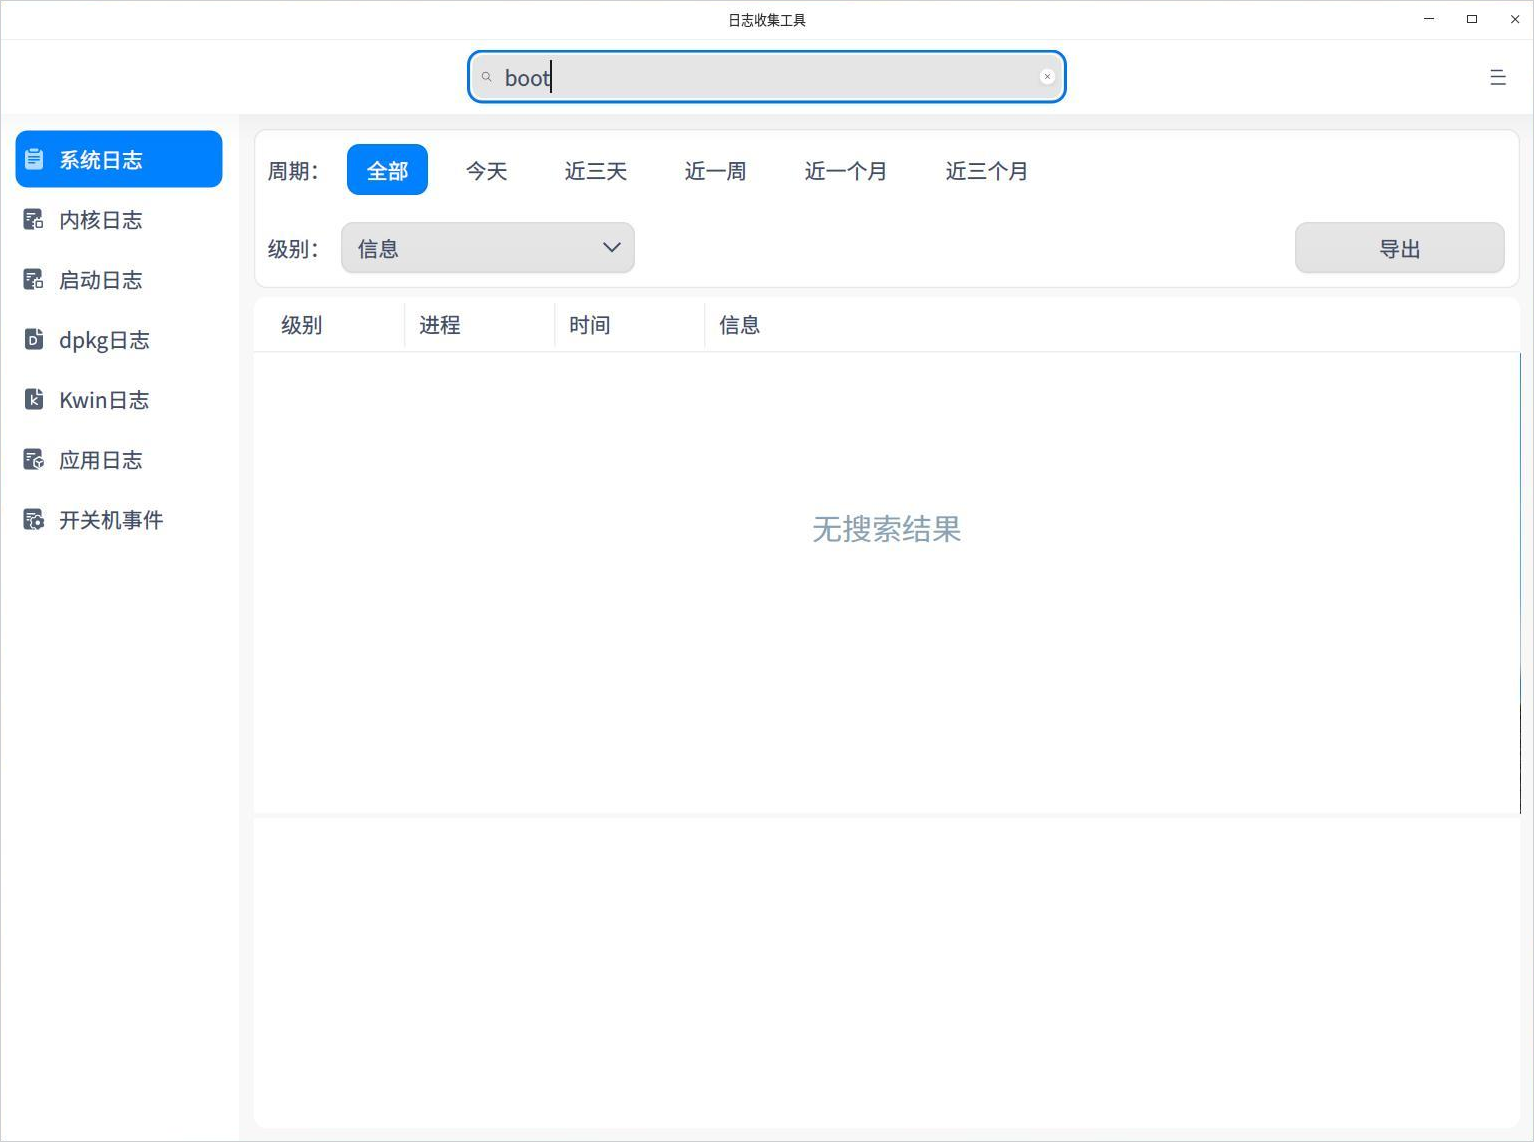 日志收集工具
boot
系统日志
内核日志
启动日志
dpkg日志
Kwin日志
应用日志
开关机事件
周期： 全部 今天 近三天 近一周 近一个月 近三个月
级别： 信息 导出
级别 进程 时间 信息
无搜索结果